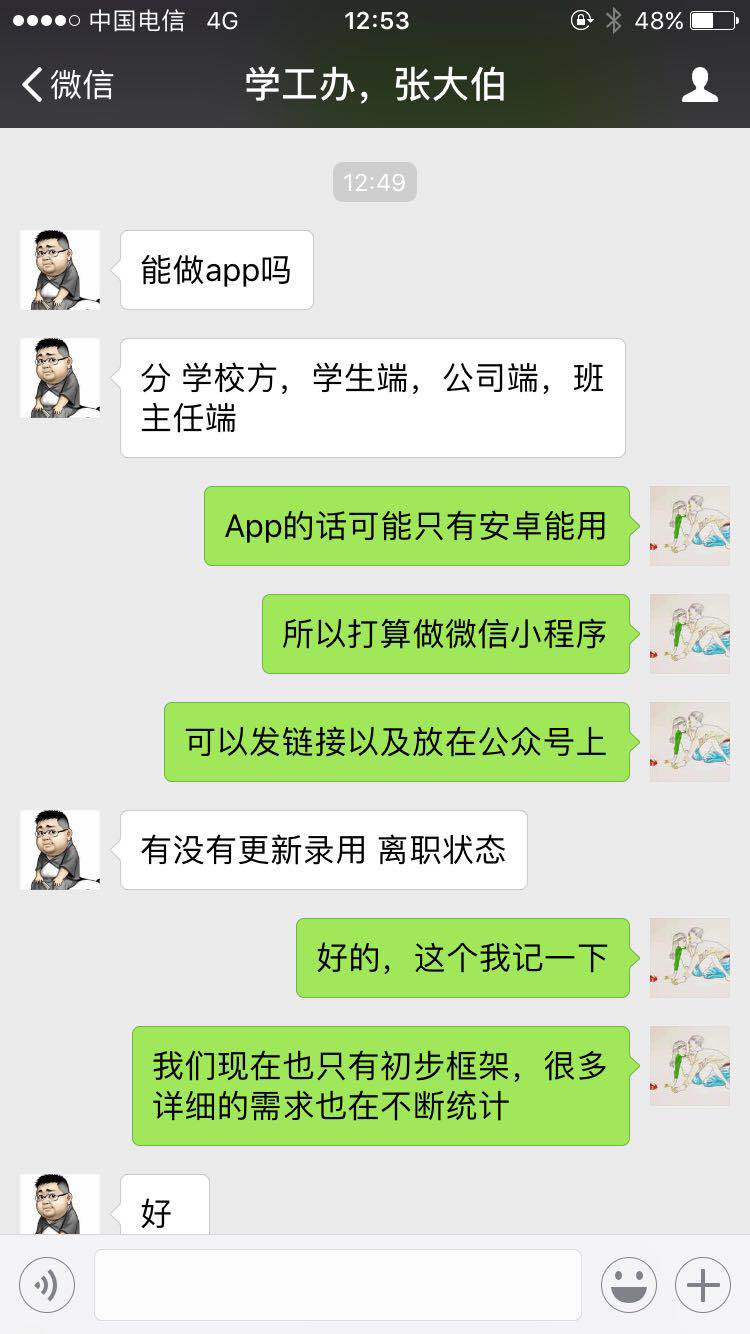 中国电信 4G 12:53 48%
微信 学工办，张大伯
12:49
能做app吗
分 学校方，学生端，公司端，班
主任端
App的话可能只有安卓能用
所以打算做微信小程序
可以发链接以及放在公众号上
有没有更新录用 离职状态
好的，这个我记一下
我们现在也只有初步框架，很多
详细的需求也在不断统计
好